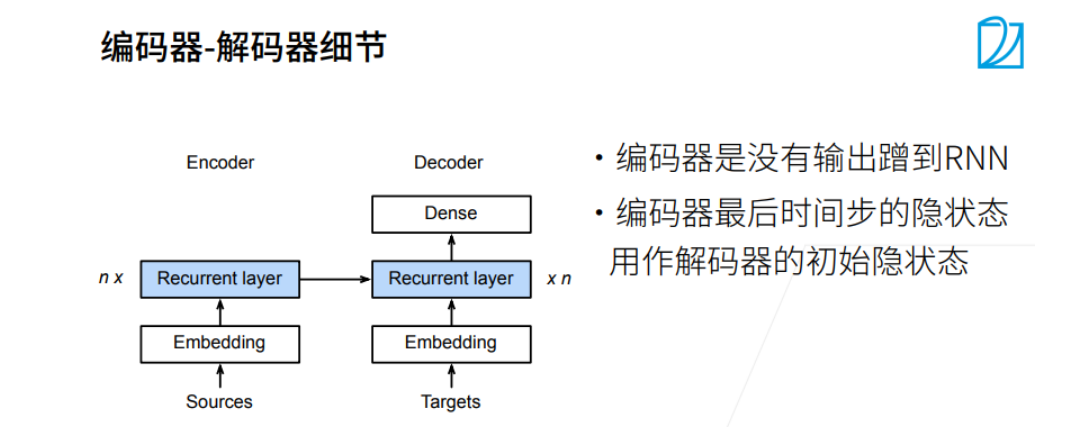 编码器-解码器细节
Encoder
Decoder
Dense
n x
Recurrent layer
Recurrent layer
x n
Embedding
Embedding
Sources
Targets
• 编码器是没有输出蹭到RNN
• 编码器最后时间步的隐状态
用作解码器的初始隐状态